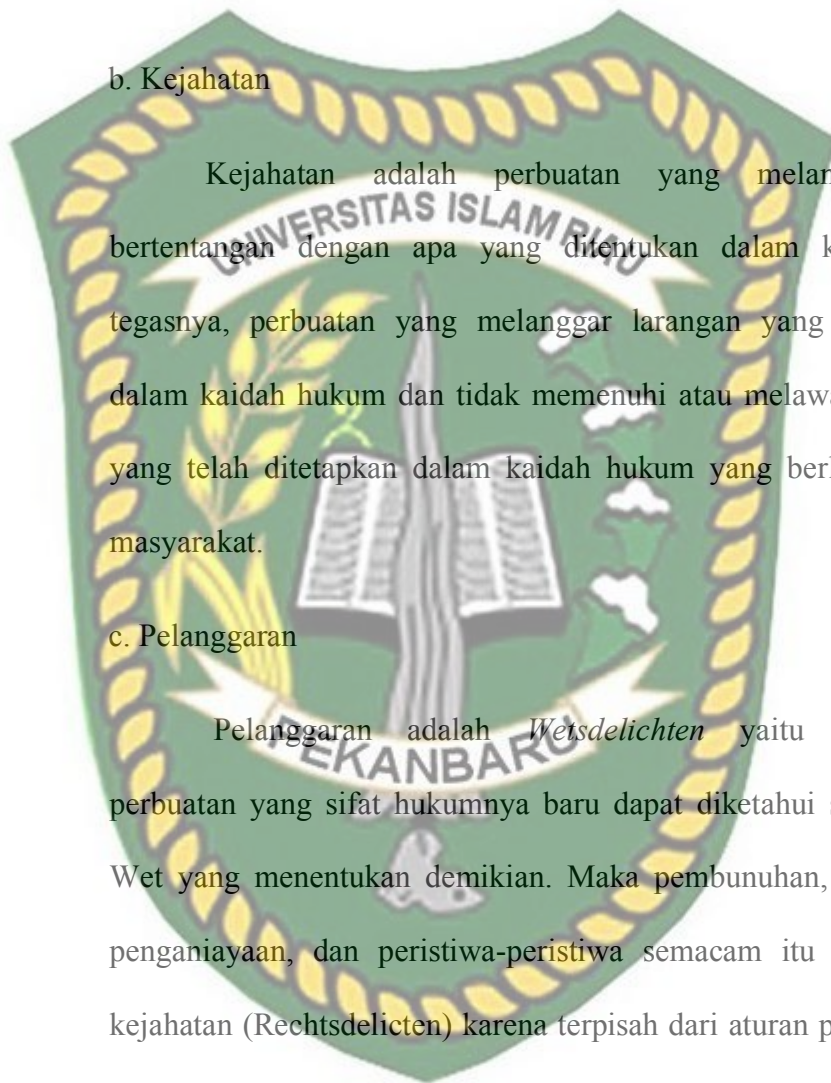 b. Kejahatan
Kejahatan adalah perbuatan yang
bertentangan dengan apa yang ditentukan dalam
tegasnya, perbuatan yang melanggar larangan yang
dalam kaidah hukum dan tidak memenuhi atau
yang telah ditetapkan dalam kaidah hukum yang
masyarakat.
c. Pelanggaran
Pelanggaran adalah Wetsdelichten yaitu
perbuatan yang sifat hukumnya baru dapat diketahui
Wet yang menentukan demikian. Maka pembunuhan,
penganiayaan, dan peristiwa-peristiwa semacam itu
kejahatan (Rechtsdelicten) karena terpisah dari aturan
UNIVERSITAS ISLAM RIAU
PEKANBARU